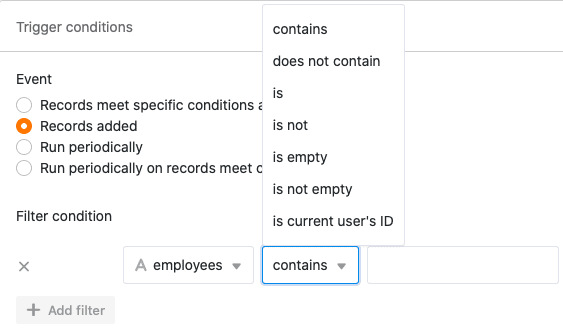 Trigger conditions
Event
Records meet specific conditions
Records added
Run periodically
Run periodically on records meet
Filter condition
contains
does not contain
is
is not
is empty
is not empty
is current user's ID
A employees
contains
Add filter